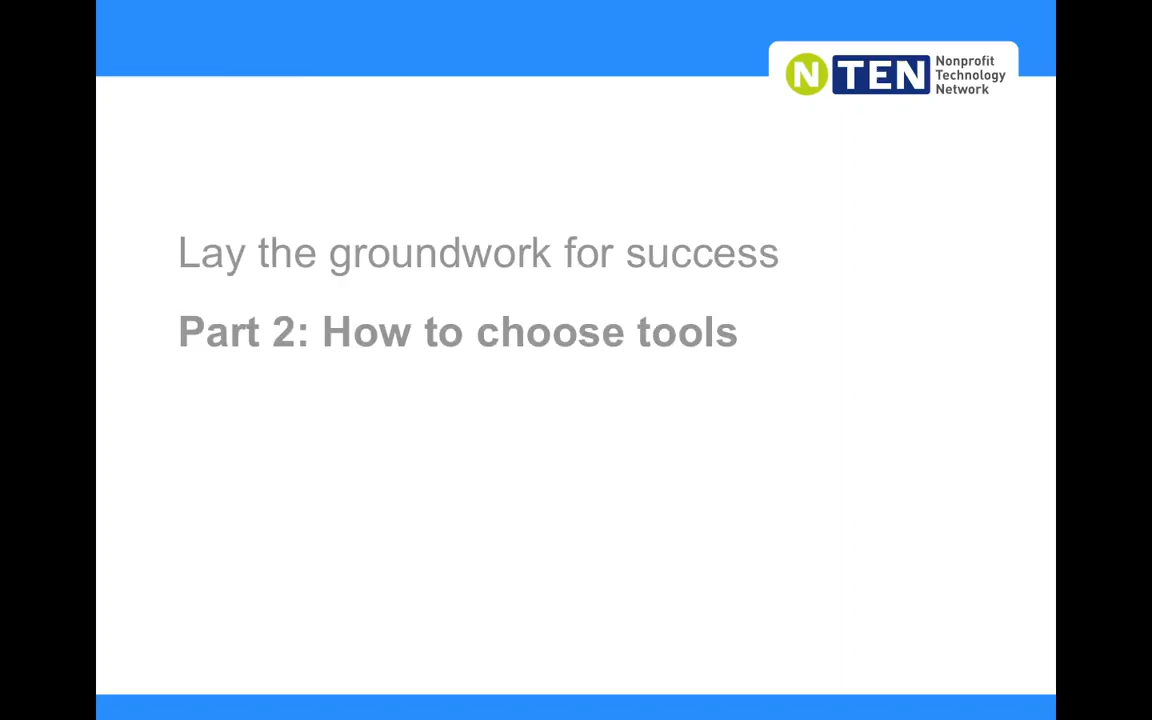 N TEN
Nonprofit
Technology
Network
Lay the groundwork for success
Part 2: How to choose tools